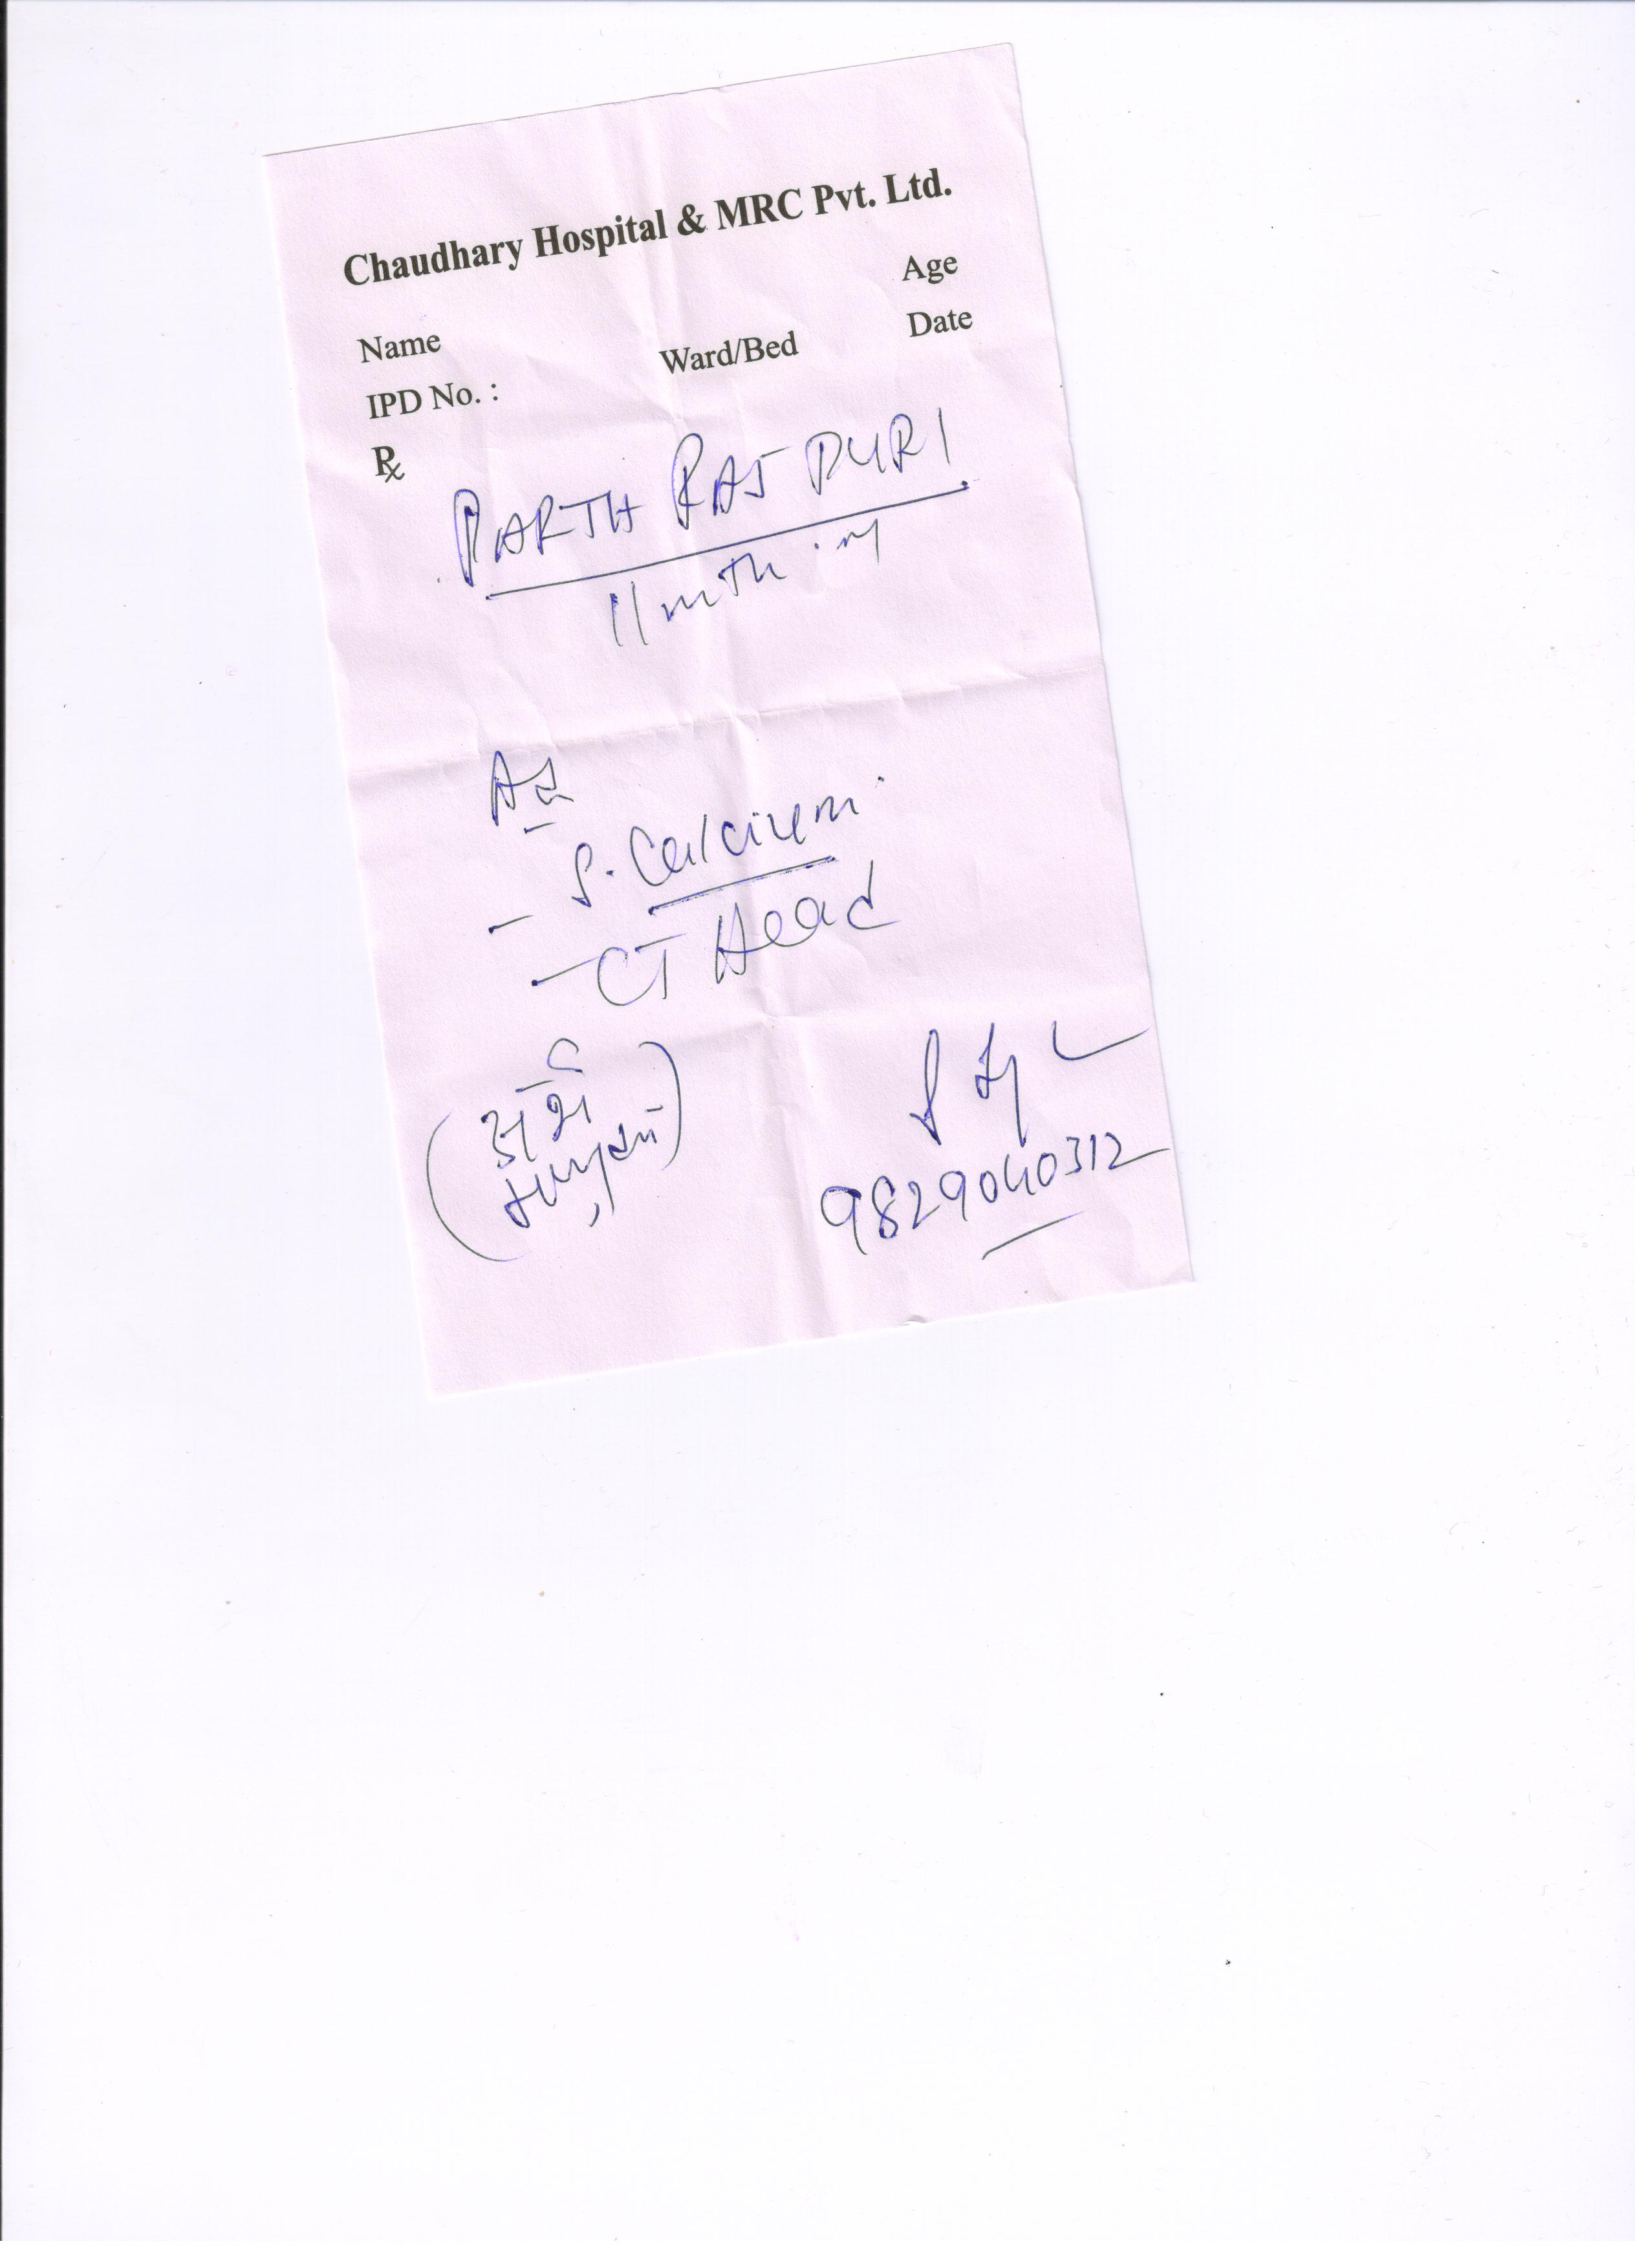 Chaudhary Hospital & MRC Pvt. Ltd.
Name Age
IPD No. : Ward/Bed Date
℞
PARTH RAJ PURI
11 mth
- S. Calcium
- CT Head
9829040312